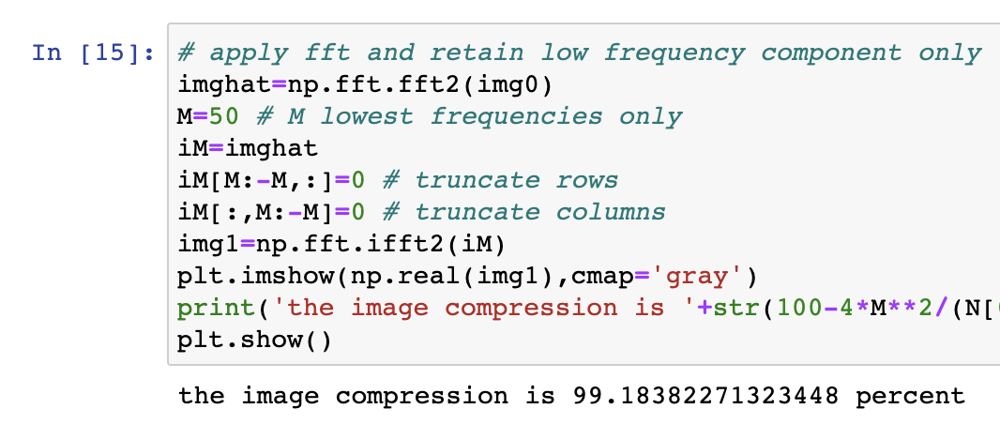 In [15]: # apply fft and retain low frequency component only
imghat=np.fft.fft2(img0)
M=50 # M lowest frequencies only
iM=imghat
iM[M:-M,:]=0 # truncate rows
iM[:,M:-M]=0 # truncate columns
img1=np.fft.ifft2(iM)
plt.imshow(np.real(img1),cmap='gray')
print('the image compression is '+str(100-4*M**2/(N[
plt.show()
the image compression is 99.18382271323448 percent